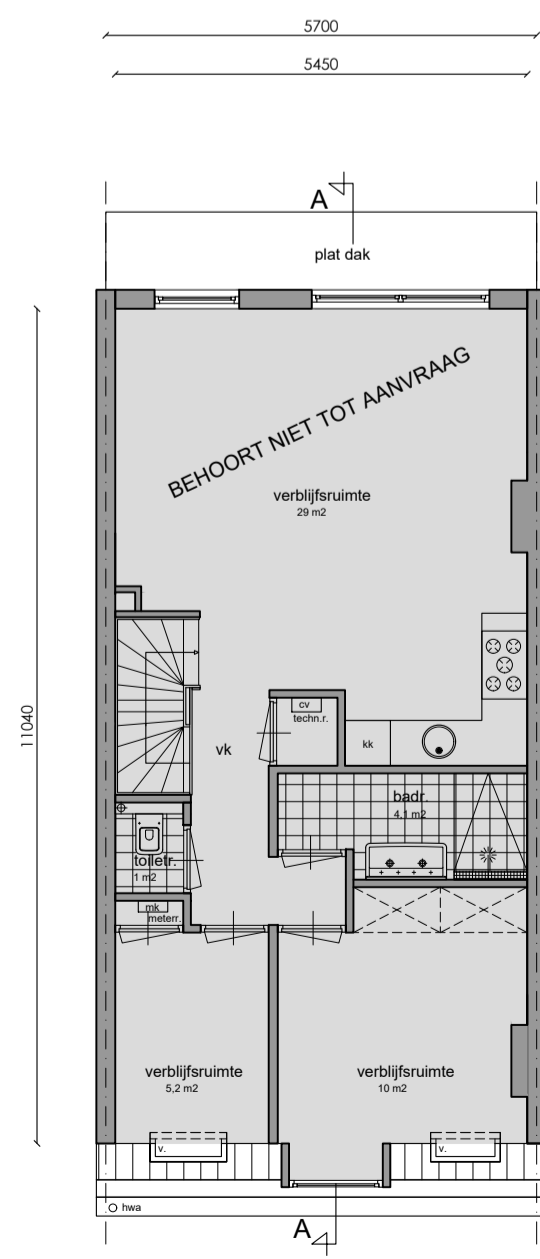 5700
5450
A
plat dak
BEHOORT NIET TOT AANVRAAG
verblijfsruimte
29 m2
11040
cv
techn.r.
vk
kk
badr.
4,1 m2
toiletr.
1 m2
mk
meterr.
verblijfsruimte
5,2 m2
verblijfsruimte
10 m2
v.
v.
hwa
A